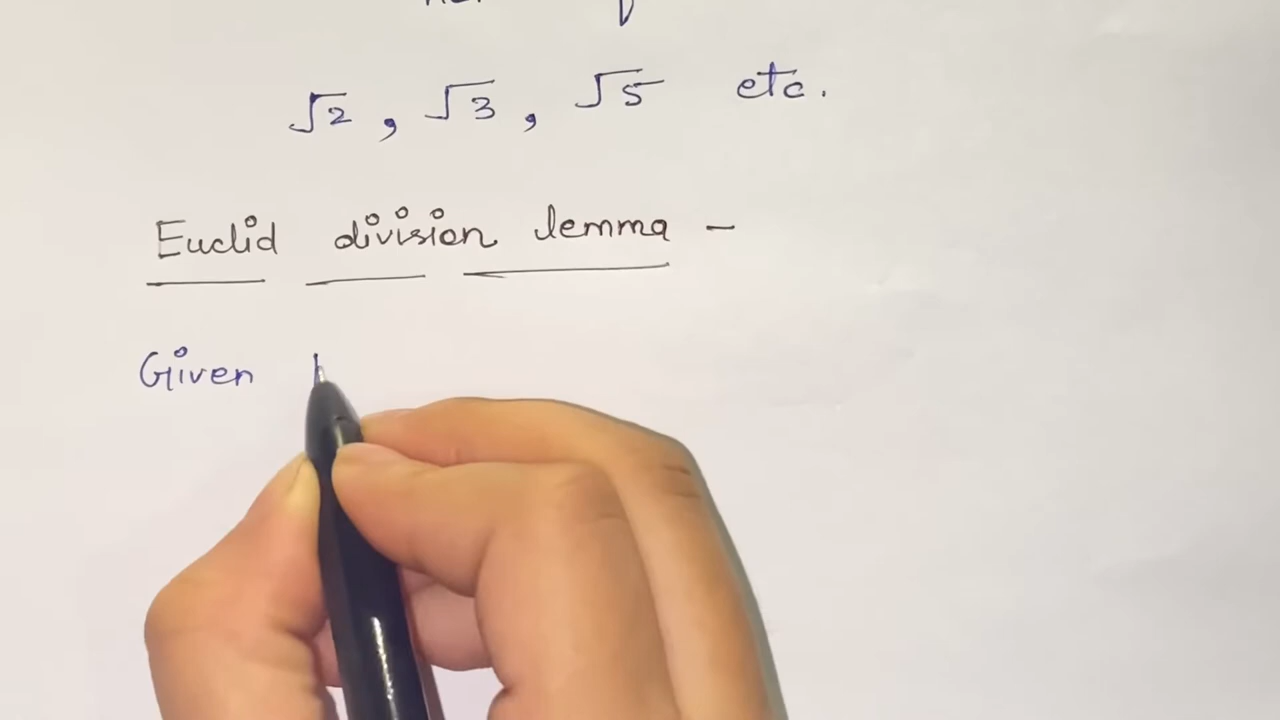 √2 , √3 , √5 etc.
Euclid division lemma -
Given